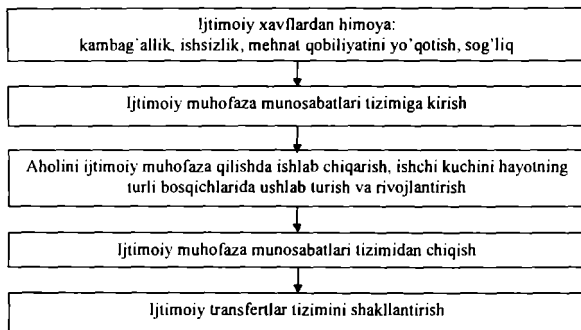 Ijtimoiy xavflardan himoya:
kambag'allik, ishsizlik, mehnat qobiliyatini yo'qotish, sog'liq
Ijtimoiy muhofaza munosabatlari tizimiga kirish
Aholini ijtimoiy muhofaza qilishda ishlab chiqarish, ishchi kuchini hayotning
turli bosqichlarida ushlab turish va rivojlantirish
Ijtimoiy muhofaza munosabatlari tizimidan chiqish
Ijtimoiy transfertlar tizimini shakllantirish